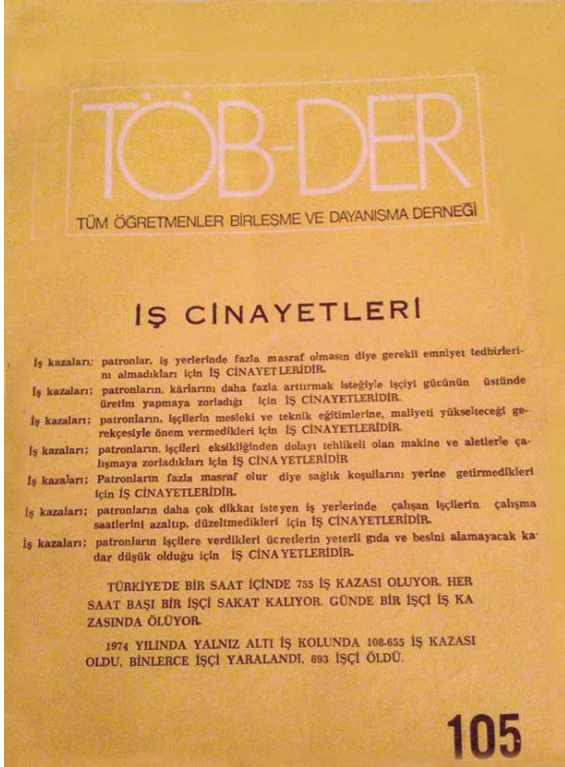 TÖB-DER
TÜM ÖĞRETMENLER BİRLEŞME VE DAYANIŞMA DERNEĞİ
İŞ CİNAYETLERİ
İş kazaları; patronlar, iş yerlerinde fazla masraf olmasın diye gerekli emniyet tedbirleri-
ni almadıkları için İŞ CİNAYETLERİDİR.
İş kazaları; patronların, kârlarını daha fazla arttırmak isteğiyle işçiyi gücünün üstünde
üretim yapmaya zorladığı için İŞ CİNAYETLERİDİR.
İş kazaları; patronların, işçilerin mesleki ve teknik eğitimlerine, maliyeti yükselteceği ge-
rekçesiyle önem vermedikleri için İŞ CİNAYETLERİDİR.
İş kazaları; patronların, işçileri eksikliğinden dolayı tehlikeli olan makine ve aletlerle ça-
lışmaya zorladıkları için İŞ CİNAYETLERİDİR
İş kazaları; Patronların fazla masraf olur diye sağlık koşullarını yerine getirmedikleri
için İŞ CİNAYETLERİDİR.
İş kazaları; patronların daha çok dikkat isteyen iş yerlerinde çalışan işçilerin çalışma
saatlerini azaltıp, düzeltmedikleri için İŞ CİNAYETLERİDİR.
İş kazaları; patronların işçilere verdikleri ücretlerin yeterli gıda ve besini alamayacak ka-
dar düşük olduğu için İŞ CİNAYETLERİDİR.
TÜRKİYE'DE BİR SAAT İÇİNDE 755 İŞ KAZASI OLUYOR. HER
SAAT BAŞI BİR İŞÇİ SAKAT KALIYOR. GÜNDE BİR İŞÇİ İŞ KA
ZASINDA ÖLÜYOR.
1974 YILINDA YALNIZ ALTI İŞ KOLUNDA 108-655 İŞ KAZASI
OLDU, BİNLERCE İŞÇİ YARALANDI, 693 İŞÇİ ÖLDÜ.
105